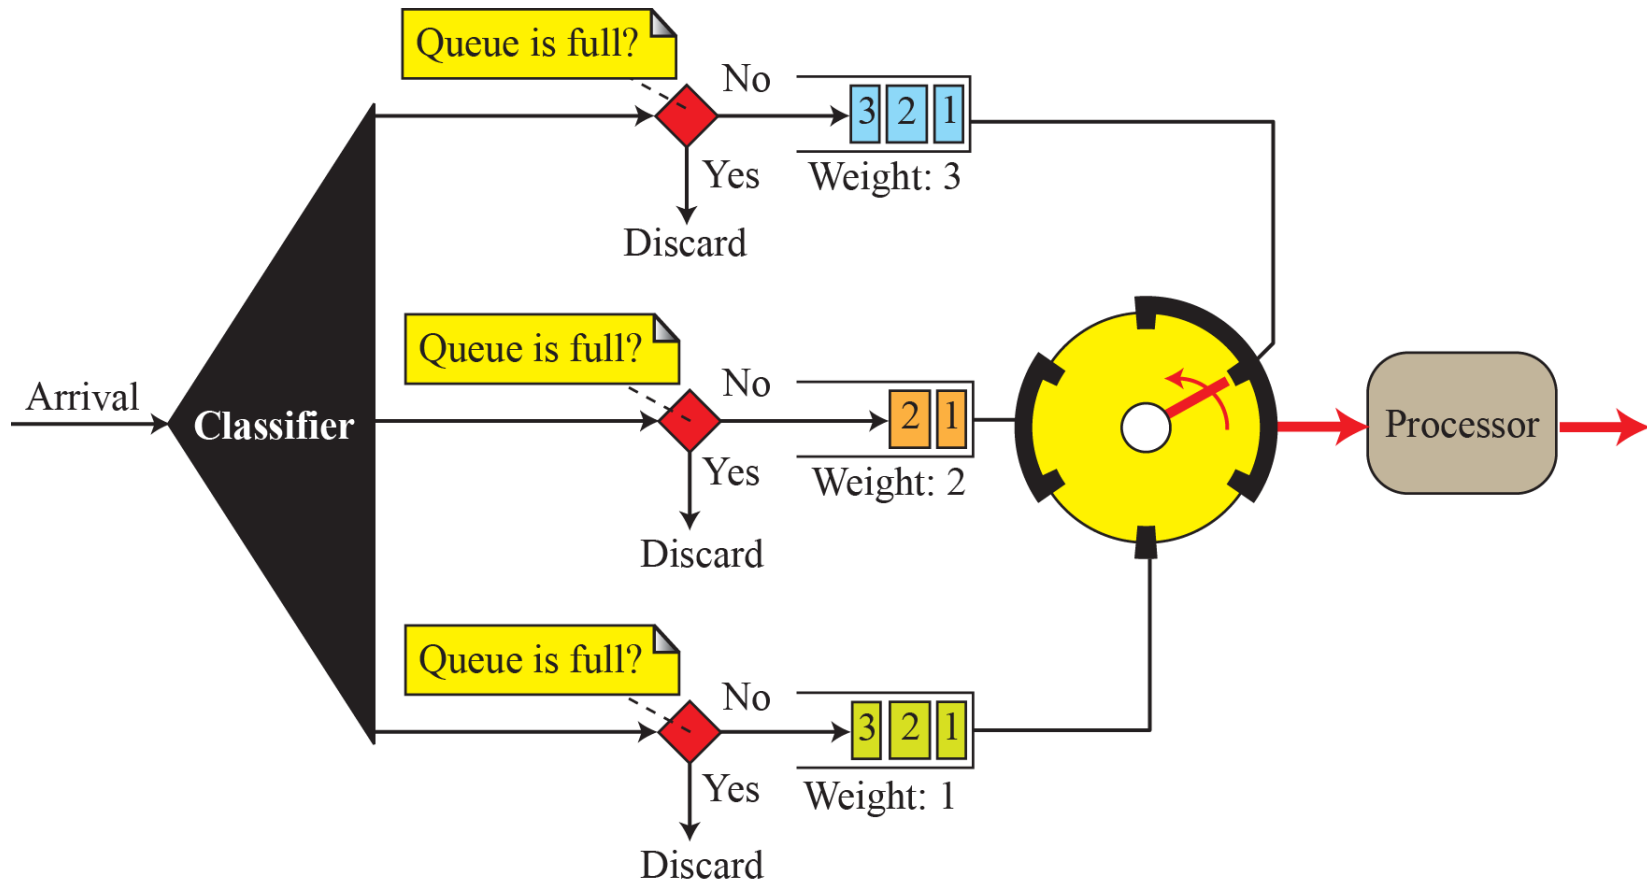 Queue is full?
No
3 2 1
Yes
Weight: 3
Discard
Queue is full?
No
Arrival
Classifier
2 1
Processor
Yes
Weight: 2
Discard
Queue is full?
No
3 2 1
Yes
Weight: 1
Discard